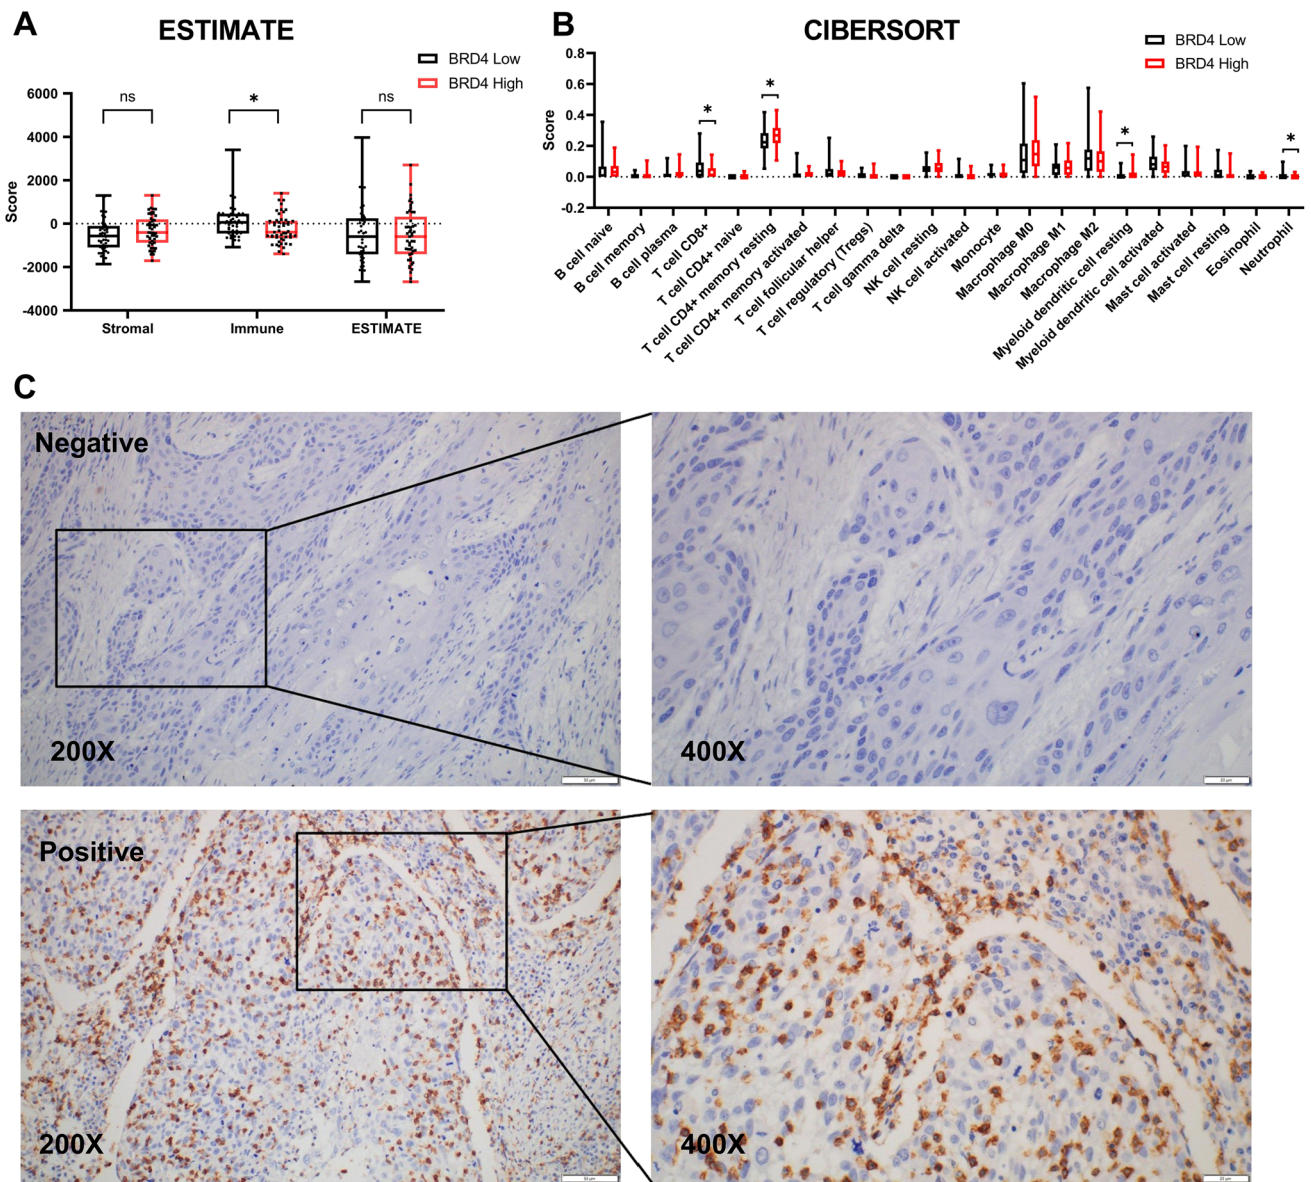 A
ESTIMATE
BRD4 Low
BRD4 High
ns
*
ns
6000
4000
2000
0
-2000
-4000
Score
Stromal
Immune
ESTIMATE
B
CIBERSORT
BRD4 Low
BRD4 High
0.8
0.6
0.4
0.2
0.0
-0.2
Score
*
*
*
*
B cell naive
B cell memory
B cell plasma
T cell CD8+
T cell CD4+ naive
T cell CD4+ memory resting
T cell CD4+ memory activated
T cell follicular helper
T cell regulatory (Tregs)
T cell gamma delta
NK cell resting
NK cell activated
Monocyte
Macrophage M0
Macrophage M1
Macrophage M2
Myeloid dendritic cell resting
Myeloid dendritic cell activated
Mast cell activated
Mast cell resting
Eosinophil
Neutrophil
C
Negative
200X
400X
Positive
200X
400X